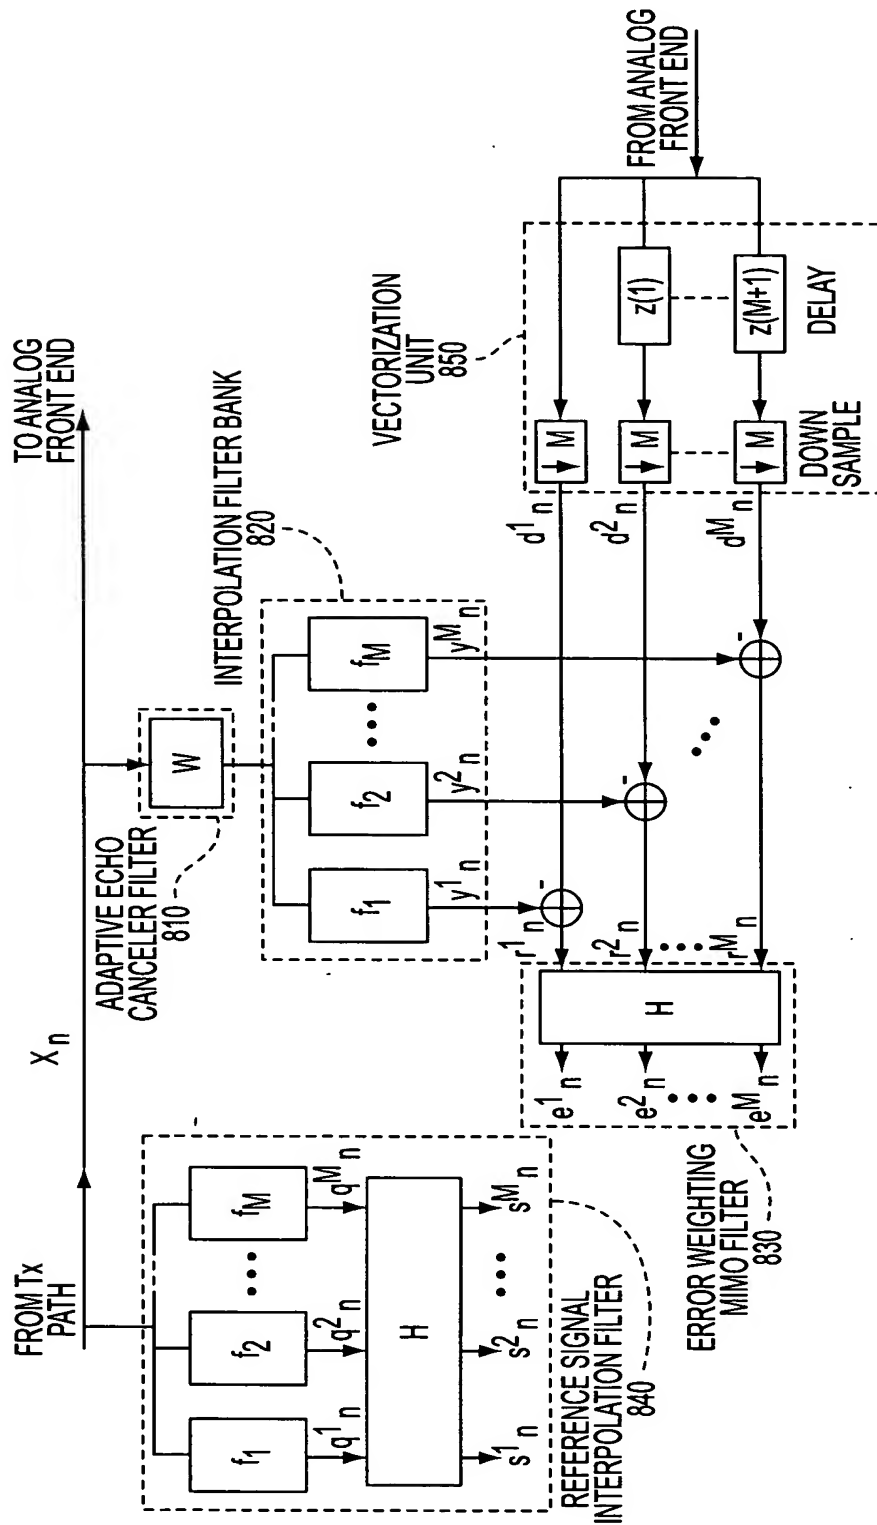 FROM Tx
PATH
X_n
TO ANALOG
FRONT END
ADAPTIVE ECHO
CANCELER FILTER
810
W
INTERPOLATION FILTER BANK
820
f_1
f_2
f_M
y^1_n
y^2_n
y^M_n
f_1
f_2
f_M
q^1_n
q^2_n
q^M_n
H
s^1_n
s^2_n
s^M_n
REFERENCE SIGNAL
INTERPOLATION FILTER
840
VECTORIZATION
UNIT
850
FROM ANALOG
FRONT END
z(1)
z(M+1)
DELAY
↓M
↓M
↓M
DOWN
SAMPLE
d^1_n
d^2_n
d^M_n
-
-
-
r^1_n
r^2_n
r^M_n
H
e^1_n
e^2_n
e^M_n
ERROR WEIGHTING
MIMO FILTER
830